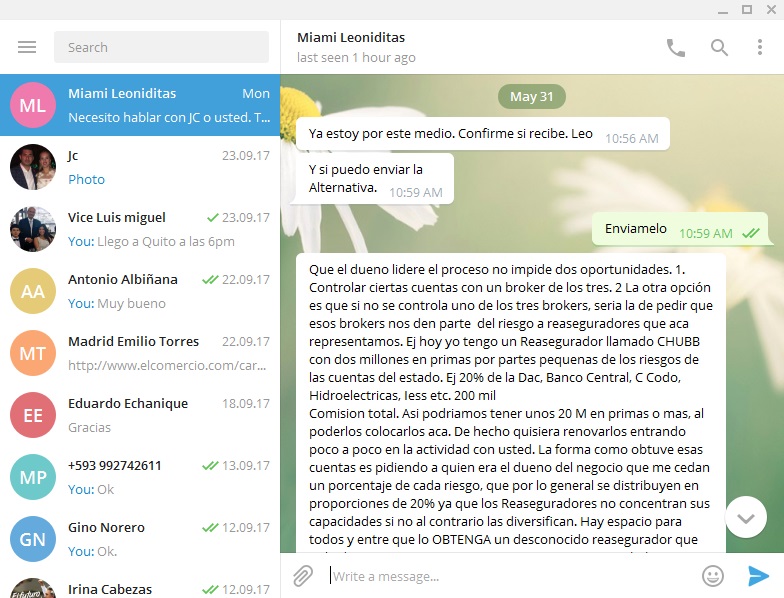 Search
Miami Leoniditas
last seen 1 hour ago
ML
Miami Leoniditas
Mon
Necesito hablar con JC o usted. T...
Jc
23.09.17
Photo
Vice Luis miguel
23.09.17
You: Llego a Quito a las 6pm
AA
Antonio Albiñana
22.09.17
You: Muy bueno
MT
Madrid Emilio Torres
22.09.17
http://www.elcomercio.com/car...
EE
Eduardo Echanique
18.09.17
Gracias
MP
+593 992742611
13.09.17
You: Ok
GN
Gino Norero
12.09.17
You: Ok.
Irina Cabezas
12.09.17
May 31
Ya estoy por este medio. Confirme si recibe. Leo
10:56 AM
Y si puedo enviar la
Alternativa.
10:59 AM
Enviamelo
10:59 AM
Que el dueno lidere el proceso no impide dos oportunidades. 1.
Controlar ciertas cuentas con un broker de los tres. 2 La otra opción
es que si no se controla uno de los tres brokers, seria la de pedir que
esos brokers nos den parte  del riesgo a reaseguradores que aca
representamos. Ej hoy yo tengo un Reasegurador llamado CHUBB
con dos millones en primas por partes pequenas de los riesgos de
las cuentas del estado. Ej 20% de la Dac, Banco Central, C Codo,
Hidroelectricas, Iess etc. 200 mil
Comision total. Asi podriamos tener unos 20 M en primas o mas, al
poderlos colocarlos aca. De hecho quisiera renovarlos entrando
poco a poco en la actividad con usted. La forma como obtuve esas
cuentas es pidiendo a quien era el dueno del negocio que me cedan
un porcentaje de cada riesgo, que por lo general se distribuyen en
proporciones de 20% ya que los Reaseguradores no concentran sus
capacidades si no al contrario las diversifican. Hay espacio para
todos y entre que lo OBTENGA un desconocido reasegurador que
Write a message...